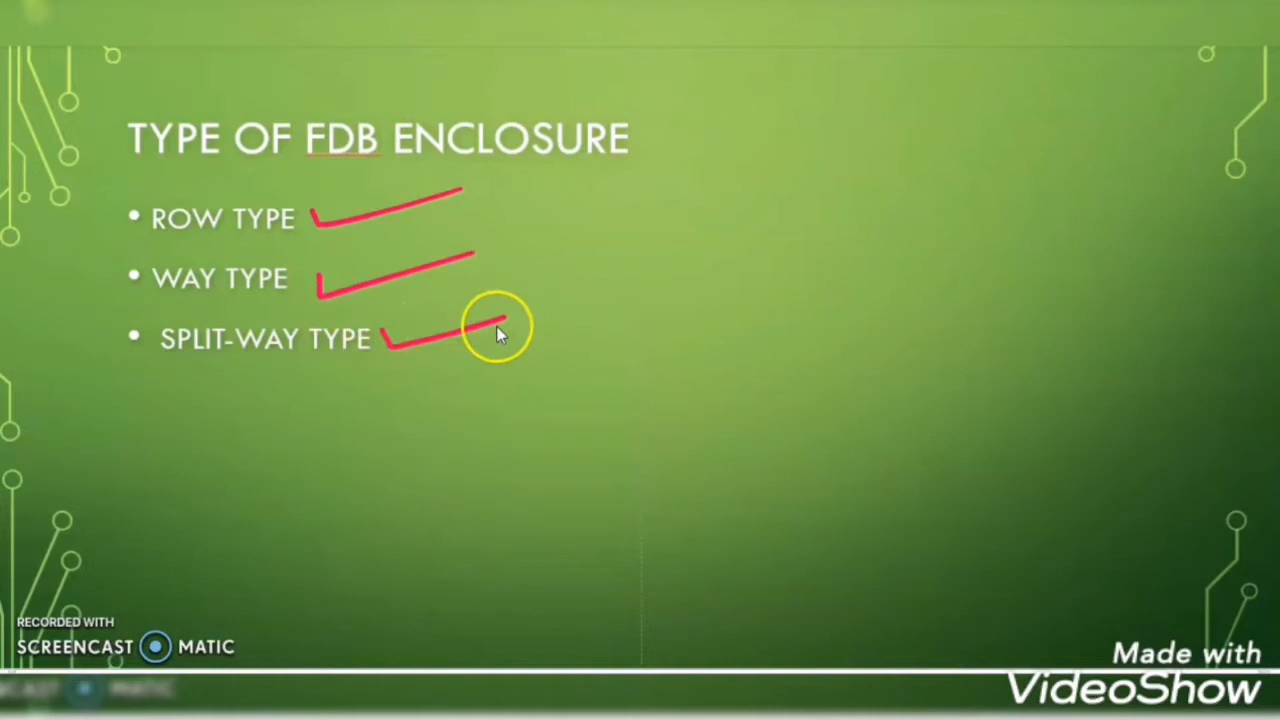 TYPE OF FDB ENCLOSURE
• ROW TYPE
• WAY TYPE
• SPLIT-WAY TYPE
RECORDED WITH
SCREENCAST MATIC
Made with
VideoShow